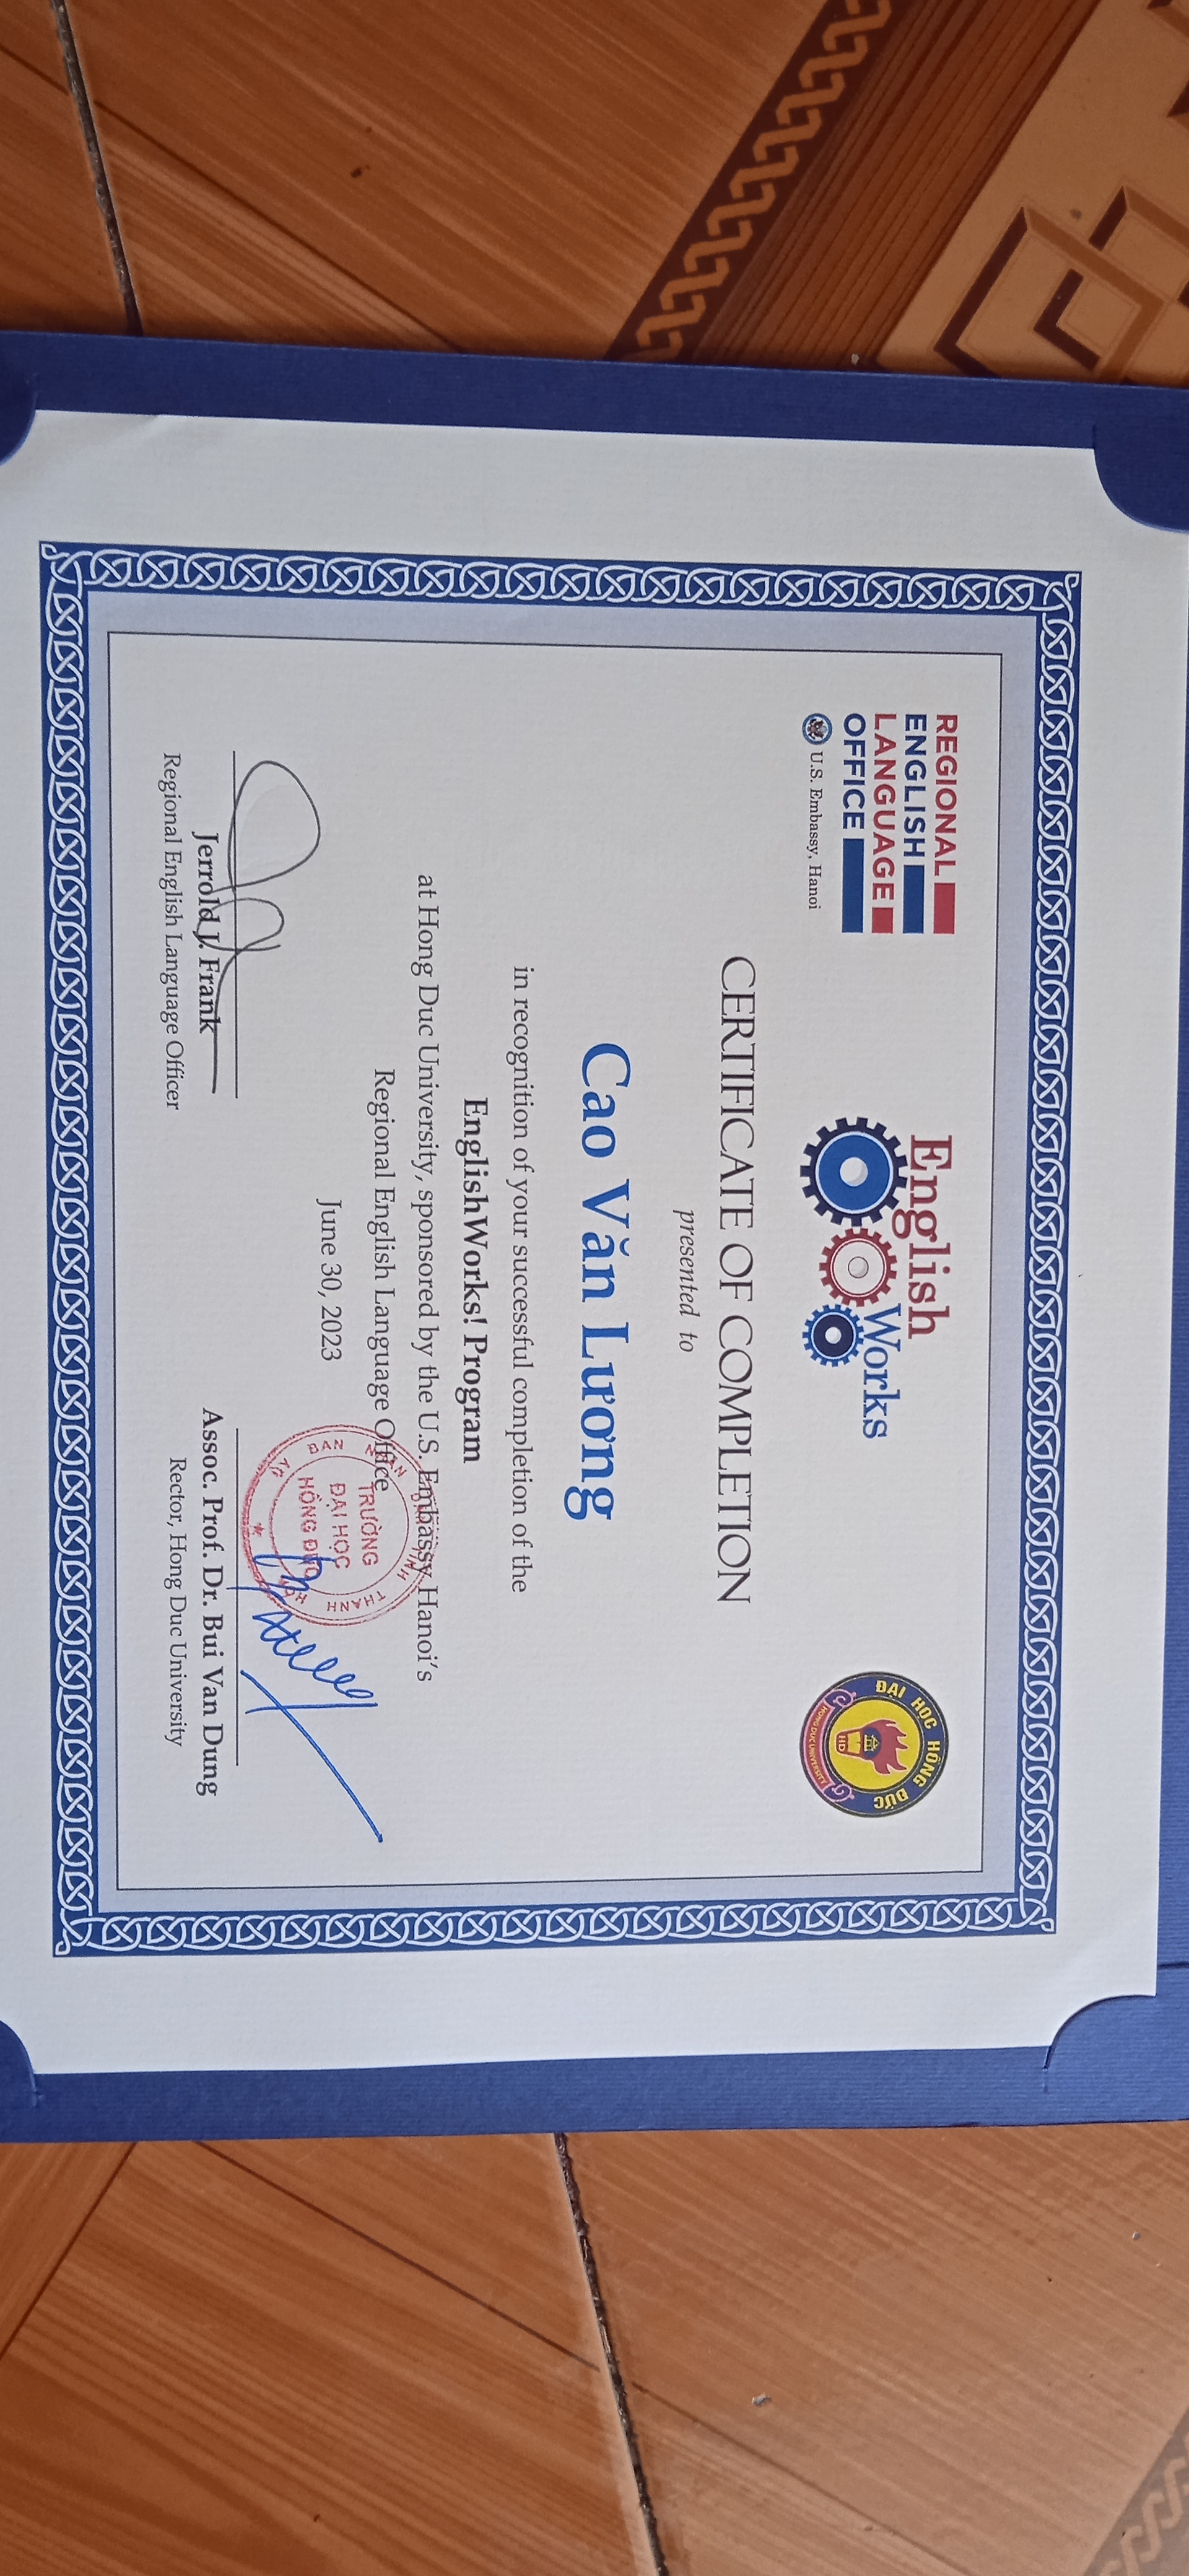 REGIONAL
ENGLISH
LANGUAGE
OFFICE
U.S. Embassy, Hanoi
English
Works
ĐẠI HỌC HỒNG ĐỨC
HONG DUC UNIVERSITY
HD
CERTIFICATE OF COMPLETION
presented to
Cao Văn Lương
in recognition of your successful completion of the
EnglishWorks! Program
at Hong Duc University, sponsored by the U.S. Embassy, Hanoi's
Regional English Language Office
June 30, 2023
ỦY BAN NHÂN DÂN TỈNH THANH HÓA
TRƯỜNG
ĐẠI HỌC
HỒNG ĐỨC
Jerrold J. Frank
Regional English Language Officer
Assoc. Prof. Dr. Bui Van Dung
Rector, Hong Duc University